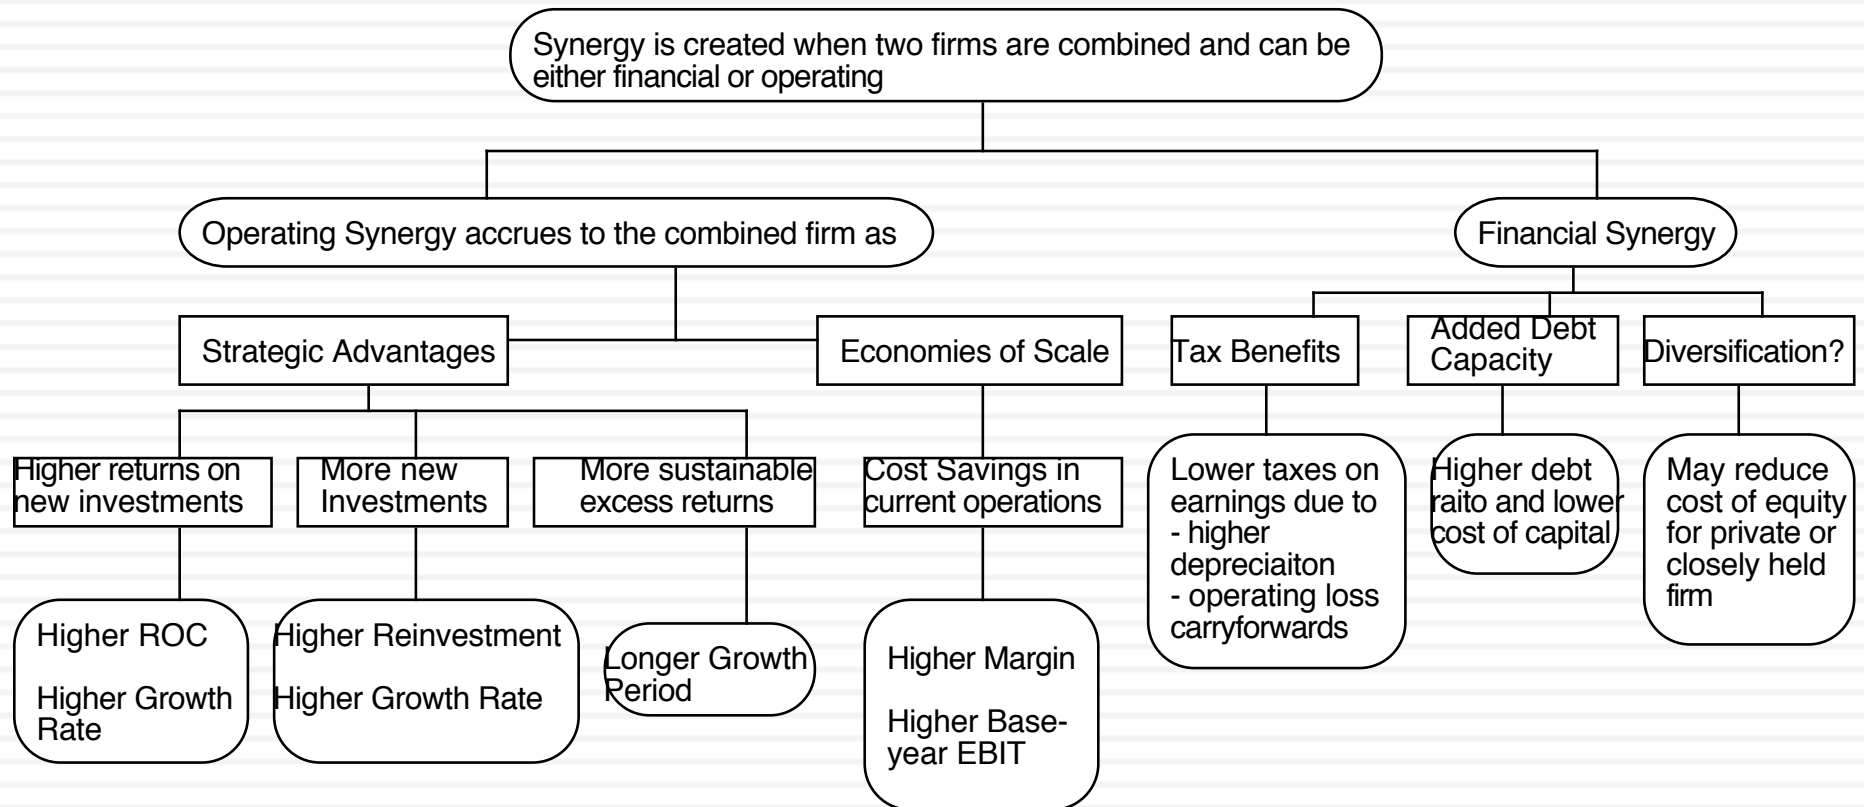 Synergy is created when two firms are combined and can be
either financial or operating
Operating Synergy accrues to the combined firm as
Financial Synergy
Strategic Advantages
Economies of Scale
Tax Benefits
Added Debt
Capacity
Diversification?
Higher returns on
new investments
More new
Investments
More sustainable
excess returns
Cost Savings in
current operations
Lower taxes on
earnings due to
- higher
depreciaiton
- operating loss
carryforwards
Higher debt
raito and lower
cost of capital
May reduce
cost of equity
for private or
closely held
firm
Higher ROC
Higher Growth
Rate
Higher Reinvestment
Higher Growth Rate
Longer Growth
Period
Higher Margin
Higher Base-
year EBIT